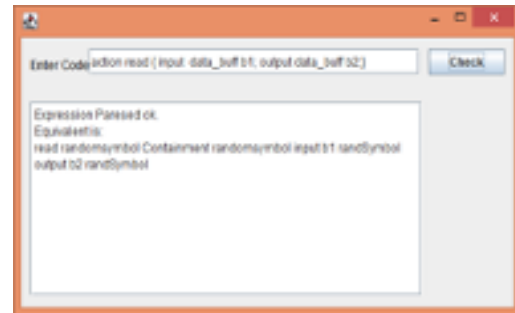 Enter Code action read { input data_buff b1; output data_buff b2;}
Check
Expression Paresed ok.
Equivalent is:
read randomsymbol Containment randomsymbol input b1 randSymbol
output b2 randSymbol